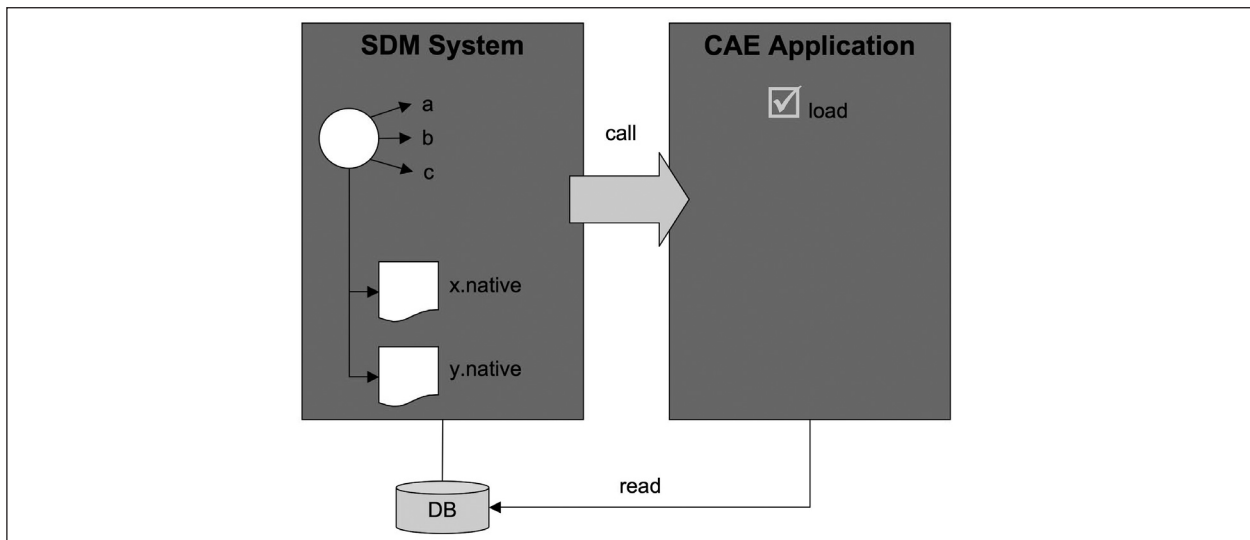 SDM System
CAE Application
a
b
c
load
call
x.native
y.native
read
DB